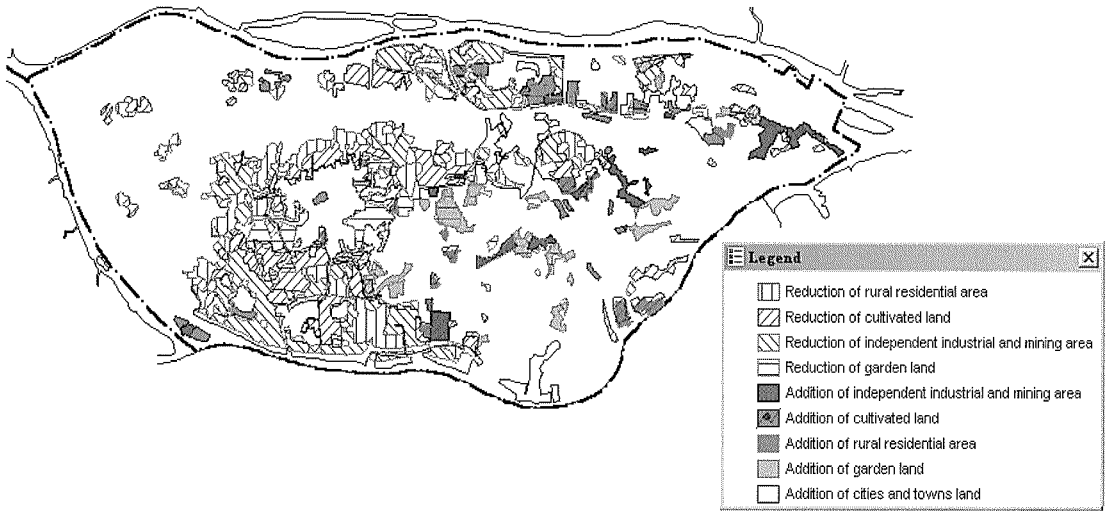 Legend
Reduction of rural residential area
Reduction of cultivated land
Reduction of independent industrial and mining area
Reduction of garden land
Addition of independent industrial and mining area
Addition of cultivated land
Addition of rural residential area
Addition of garden land
Addition of cities and towns land